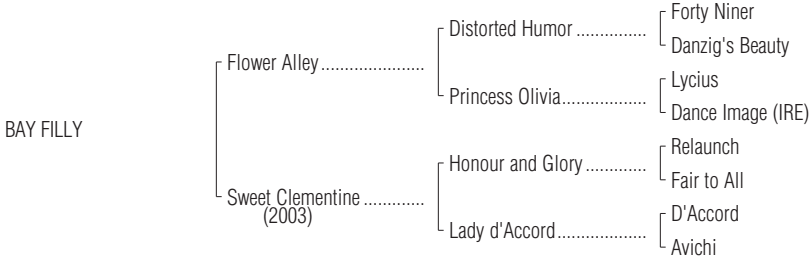 Forty Niner
Distorted Humor ...............
Danzig's Beauty
Flower Alley ......................
Lycius
Princess Olivia ..................
Dance Image (IRE)
BAY FILLY
Relaunch
Honour and Glory .............
Fair to All
Sweet Clementine .............
(2003)
D'Accord
Lady d'Accord ...................
Avichi